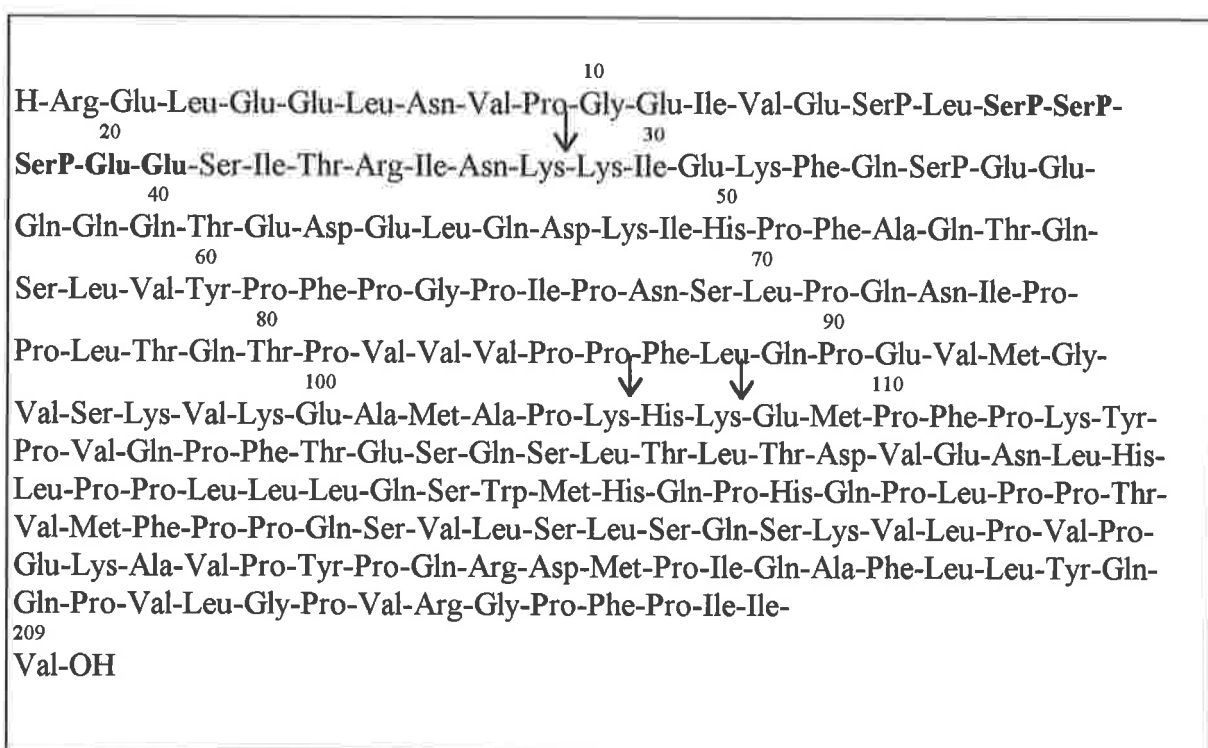 10
H-Arg-Glu-Leu-Glu-Glu-Leu-Asn-Val-Pro-Gly-Glu-Ile-Val-Glu-SerP-Leu-SerP-SerP-
20 30
SerP-Glu-Glu-Ser-Ile-Thr-Arg-Ile-Asn-Lys-Lys-Ile-Glu-Lys-Phe-Gln-SerP-Glu-Glu-
40 50
Gln-Gln-Gln-Thr-Glu-Asp-Glu-Leu-Gln-Asp-Lys-Ile-His-Pro-Phe-Ala-Gln-Thr-Gln-
60 70
Ser-Leu-Val-Tyr-Pro-Phe-Pro-Gly-Pro-Ile-Pro-Asn-Ser-Leu-Pro-Gln-Asn-Ile-Pro-
80 90
Pro-Leu-Thr-Gln-Thr-Pro-Val-Val-Val-Pro-Pro-Phe-Leu-Gln-Pro-Glu-Val-Met-Gly-
100 110
Val-Ser-Lys-Val-Lys-Glu-Ala-Met-Ala-Pro-Lys-His-Lys-Glu-Met-Pro-Phe-Pro-Lys-Tyr-
Pro-Val-Gln-Pro-Phe-Thr-Glu-Ser-Gln-Ser-Leu-Thr-Leu-Thr-Asp-Val-Glu-Asn-Leu-His-
Leu-Pro-Pro-Leu-Leu-Leu-Gln-Ser-Trp-Met-His-Gln-Pro-His-Gln-Pro-Leu-Pro-Pro-Thr-
Val-Met-Phe-Pro-Pro-Gln-Ser-Val-Leu-Ser-Leu-Ser-Gln-Ser-Lys-Val-Leu-Pro-Val-Pro-
Glu-Lys-Ala-Val-Pro-Tyr-Pro-Gln-Arg-Asp-Met-Pro-Ile-Gln-Ala-Phe-Leu-Leu-Tyr-Gln-
Gln-Pro-Val-Leu-Gly-Pro-Val-Arg-Gly-Pro-Phe-Pro-Ile-Ile-
209
Val-OH